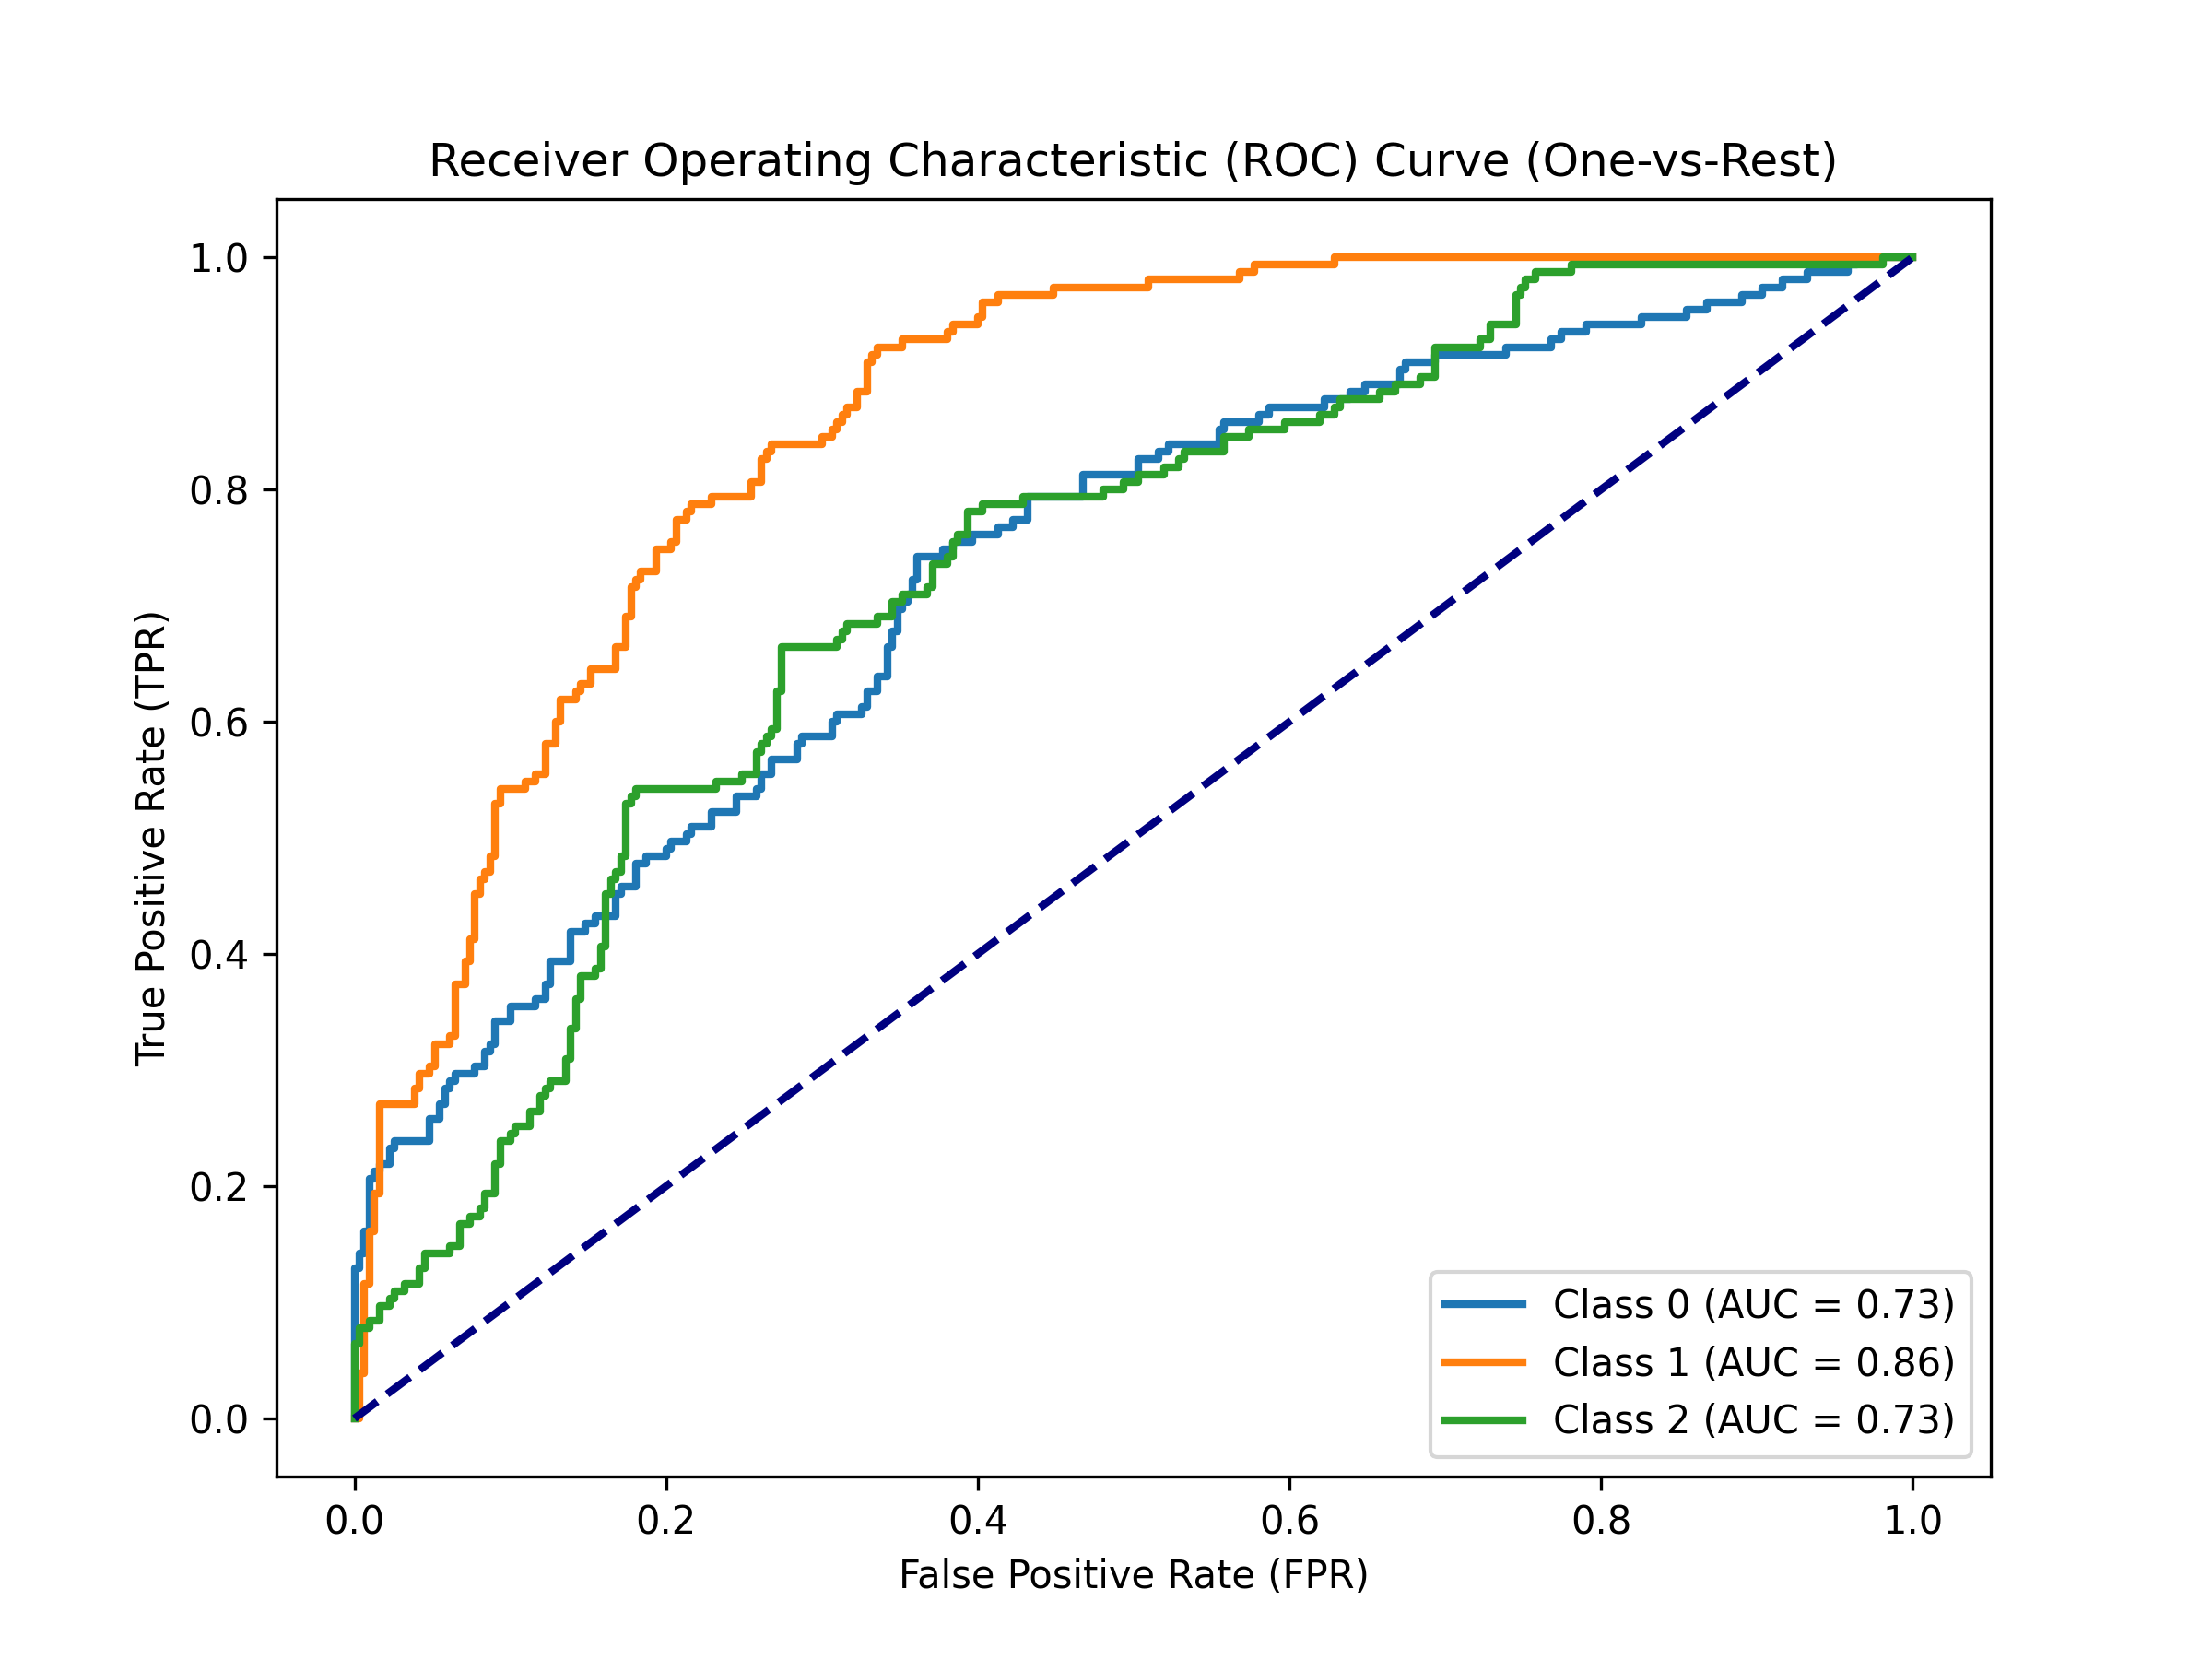 Receiver Operating Characteristic (ROC) Curve (One-vs-Rest)
True Positive Rate (TPR)
1.0
0.8
0.6
0.4
0.2
0.0
Class 0 (AUC = 0.73)
Class 1 (AUC = 0.86)
Class 2 (AUC = 0.73)
0.0 0.2 0.4 0.6 0.8 1.0
False Positive Rate (FPR)